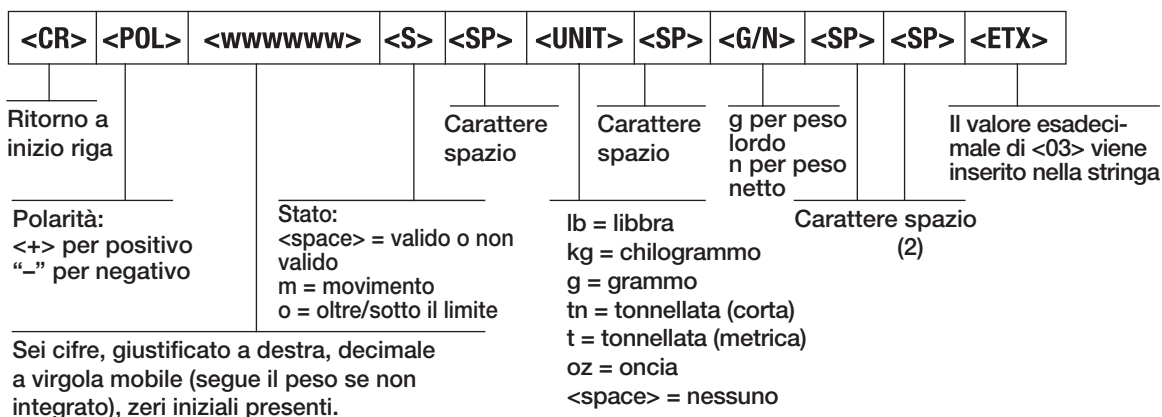 <CR> <POL> <wwwwww> <S> <SP> <UNIT> <SP> <G/N> <SP> <SP> <ETX>
Ritorno a
inizio riga
Polarità:
<+> per positivo
“–” per negativo
Sei cifre, giustificato a destra, decimale
a virgola mobile (segue il peso se non
integrato), zeri iniziali presenti.
Stato:
<space> = valido o non
valido
m = movimento
o = oltre/sotto il limite
Carattere
spazio
lb = libbra
kg = chilogrammo
g = grammo
tn = tonnellata (corta)
t = tonnellata (metrica)
oz = oncia
<space> = nessuno
Carattere
spazio
g per peso
lordo
n per peso
netto
Carattere spazio
(2)
Il valore esadeci-
male di <03> viene
inserito nella stringa